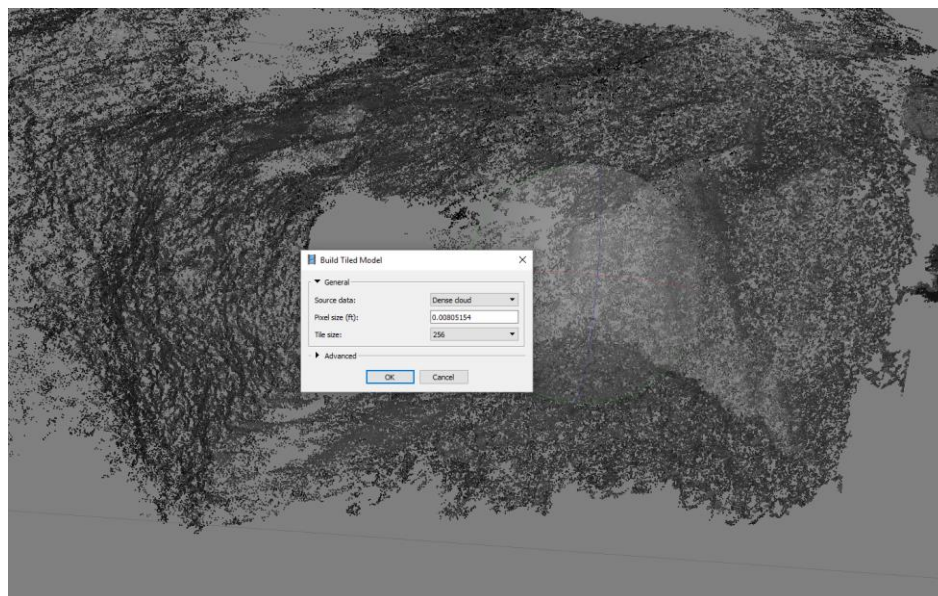 Build Tiled Model
General
Source data: Dense cloud
Pixel size (ft): 0.00805154
Tile size: 256
Advanced
OK Cancel